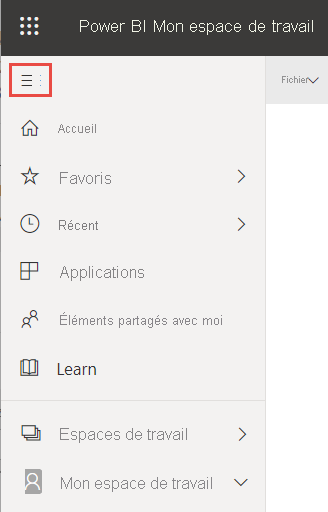 Power BI Mon espace de travail
Fichier
Accueil
Favoris
Récent
Applications
Éléments partagés avec moi
Learn
Espaces de travail
Mon espace de travail